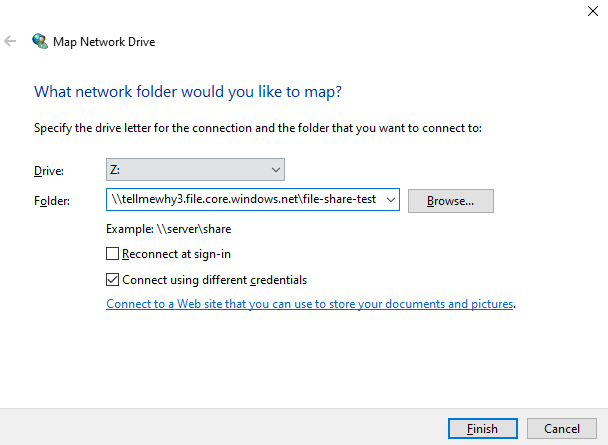 Map Network Drive
What network folder would you like to map?
Specify the drive letter for the connection and the folder that you want to connect to:
Drive: Z:
Folder: \\tellmewhy3.file.core.windows.net\file-share-test Browse...
Example: \\server\share
Reconnect at sign-in
Connect using different credentials
Connect to a Web site that you can use to store your documents and pictures.
Finish Cancel